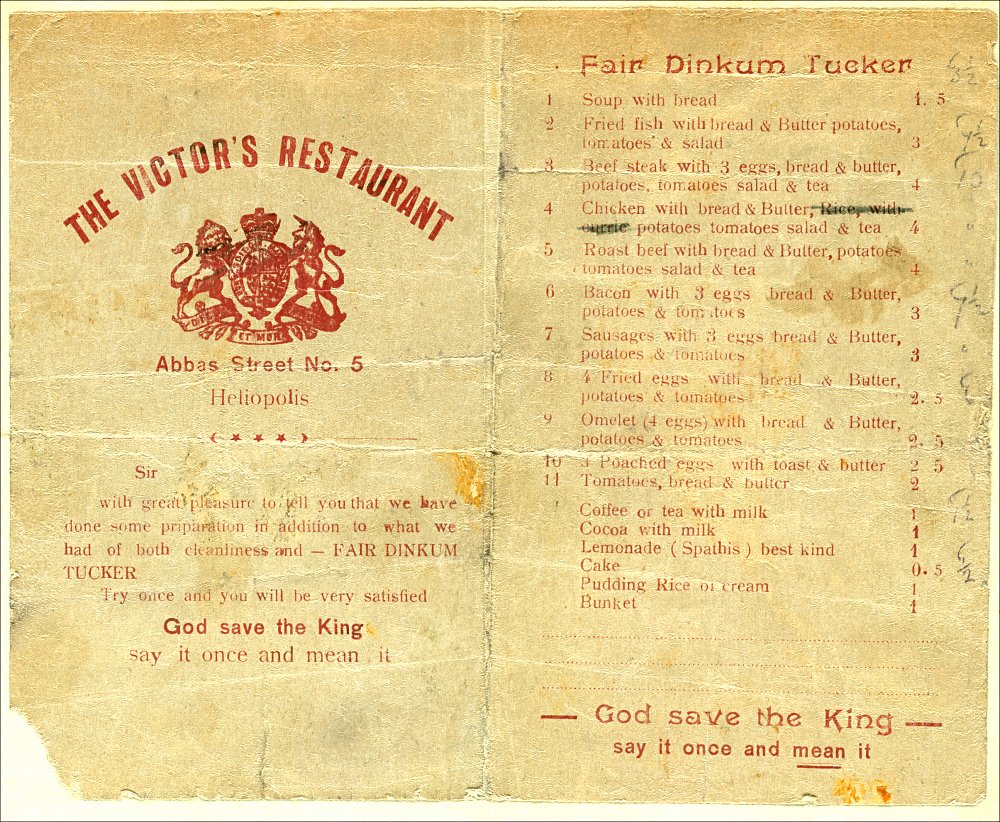 THE VICTOR'S RESTAURANT
DIEU
ET MON
Abbas Street No. 5
Heliopolis
Sir
with great pleasure to tell you that we have
done some priparation in addition to what we
had of both cleanliness and – FAIR DINKUM
TUCKER
Try once and you will be very satisfied
God save the King
say it once and mean it
Fair Dinkum Tucker
1 Soup with bread 1. 5
2 Fried fish with bread & Butter potatoes,
tomatoes & salad 3
3 Beef steak with 3 eggs, bread & butter,
potatoes, tomatoes salad & tea 4
4 Chicken with bread & Butter, Rice, with
currie potatoes tomatoes salad & tea 4
5 Roast beef with bread & Butter, potatoes
tomatoes salad & tea 4
6 Bacon with 3 eggs bread & Butter,
potatoes & tomatoes 3
7 Sausages with 3 eggs bread & Butter,
potatoes & tomatoes 3
8 4 Fried eggs with bread & Butter,
potatoes & tomatoes 2. 5
9 Omelet (4 eggs) with bread & Butter,
potatoes & tomatoes 2. 5
10 3 Poached eggs with toast & butter 2 5
11 Tomatoes, bread & butter 2
Coffee or tea with milk 1
Cocoa with milk 1
Lemonade ( Spathis ) best kind 1
Cake 0. 5
Pudding Rice or cream 1
Bunket 1
God save the King
say it once and mean it